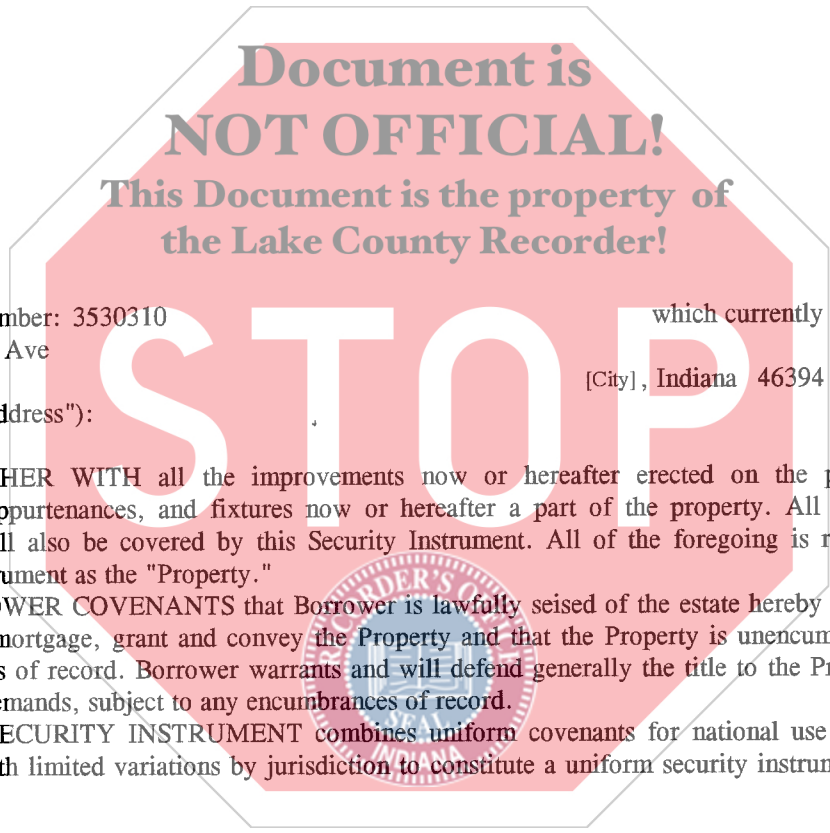 Document is
NOT OFFICIAL!
This Document is the property of
the Lake County Recorder!
STOP
mber: 3530310 which currently
Ave
[City] , Indiana 46394
ddress"):
HER WITH all the improvements now or hereafter erected on the p
ppurtenances, and fixtures now or hereafter a part of the property. All
ll also be covered by this Security Instrument. All of the foregoing is r
ument as the "Property."
OWER COVENANTS that Borrower is lawfully seised of the estate hereby
mortgage, grant and convey the Property and that the Property is unencum
s of record. Borrower warrants and will defend generally the title to the Pr
emands, subject to any encumbrances of record.
ECURITY INSTRUMENT combines uniform covenants for national use
th limited variations by jurisdiction to constitute a uniform security instrum
RECORDER'S OFFICE
SEAL
INDIANA